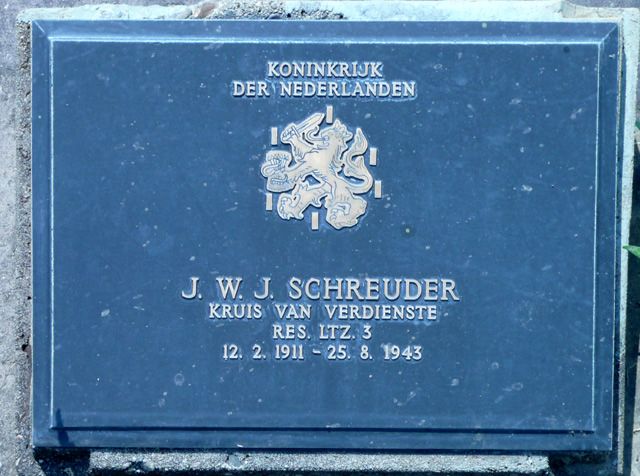 KONINKRIJK
DER NEDERLANDEN
J. W. J. SCHREUDER
KRUIS VAN VERDIENSTE
RES. LTZ. 3
12. 2. 1911 - 25. 8. 1943